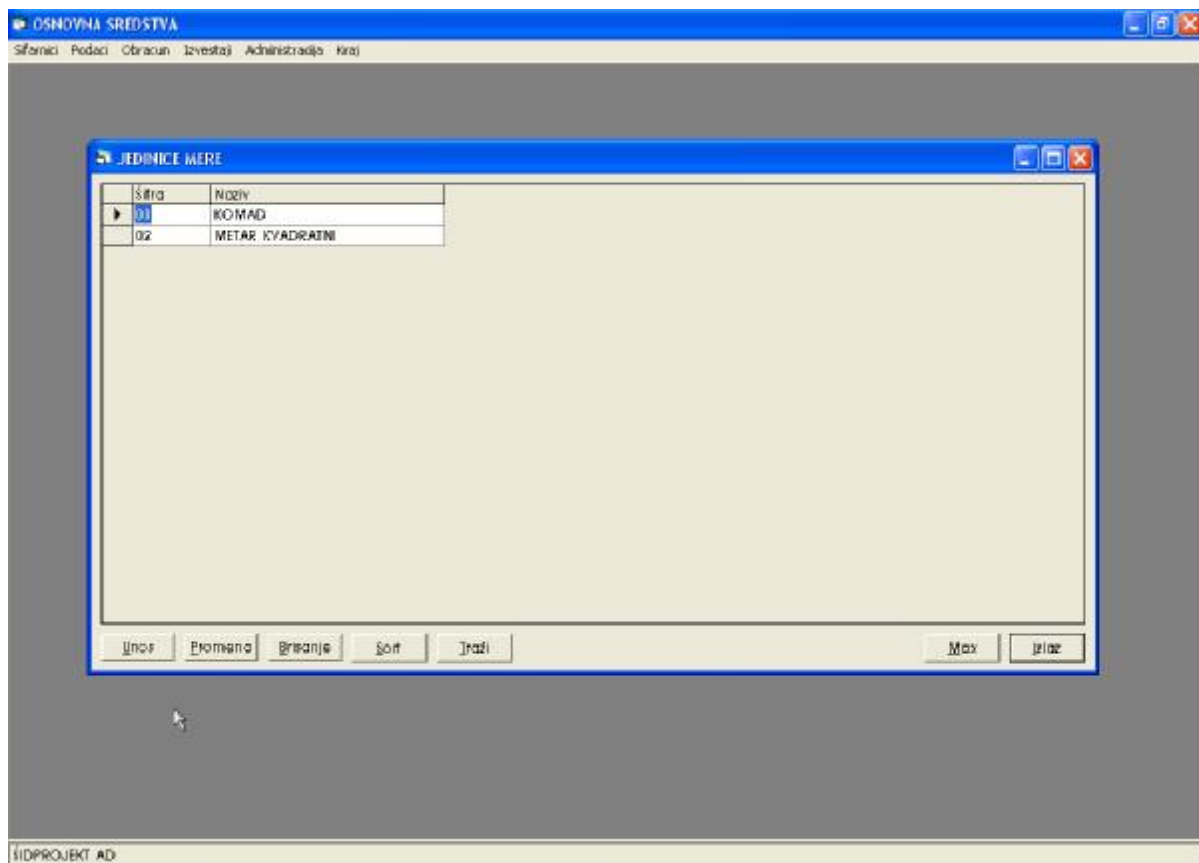 OSNOVNA SREDSTVA
Sifarnici Podaci Obracun Izvestaji Administracija Kraj
JEDINICE MERE
Šifra Naziv
01 KOMAD
02 METAR KVADRATNI
Unos Promena Brisanje Sort Traži Max Izlaz
ŠIDPROJEKT AD